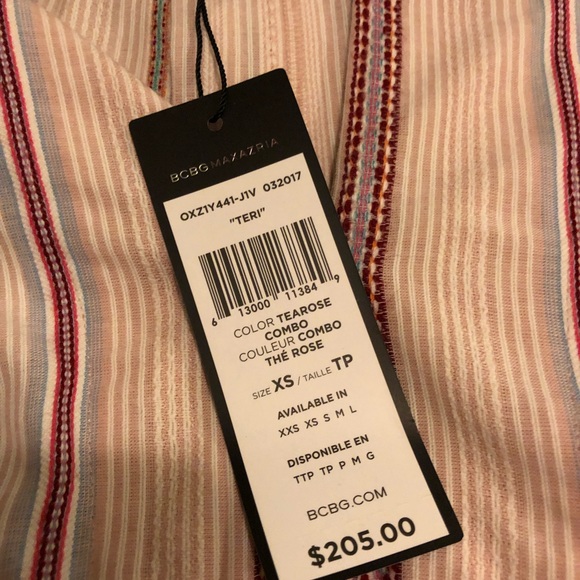 BCBGMAXAZRIA
OXZ1Y441-J1V 032017
"TERI"
6 13000 11384 9
COLOR TEAROSE
COMBO
COULEUR COMBO
THÉ ROSE
SIZE XS / TAILLE TP
AVAILABLE IN
XXS XS S M L
DISPONIBLE EN
TTP TP P M G
BCBG.COM
$205.00